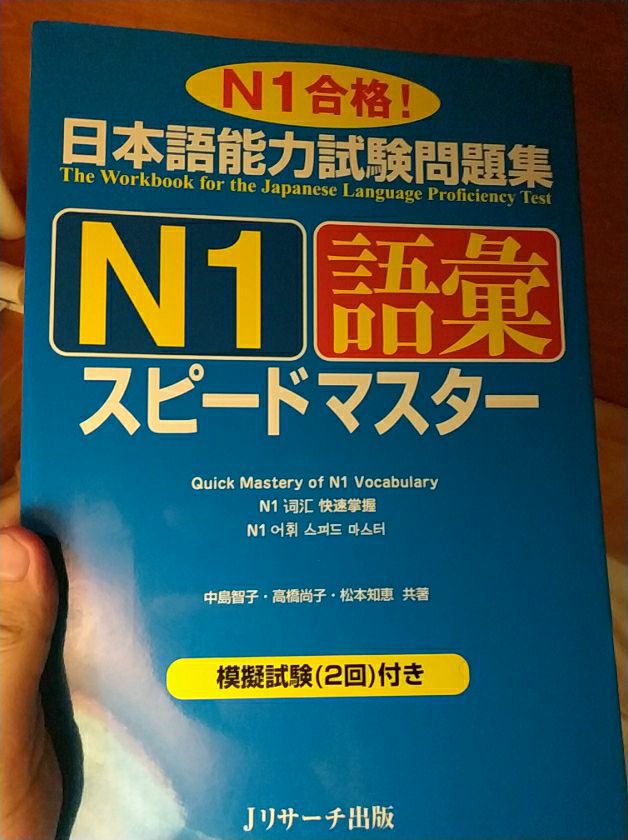 N1合格!
日本語能力試験問題集
The Workbook for the Japanese Language Proficiency Test
N1 語彙
スピードマスター
Quick Mastery of N1 Vocabulary
N1 词汇 快速掌握
N1 어휘 스피드 마스터
中島智子・高橋尚子・松本知恵 共著
模擬試験(2回)付き
Jリサーチ出版